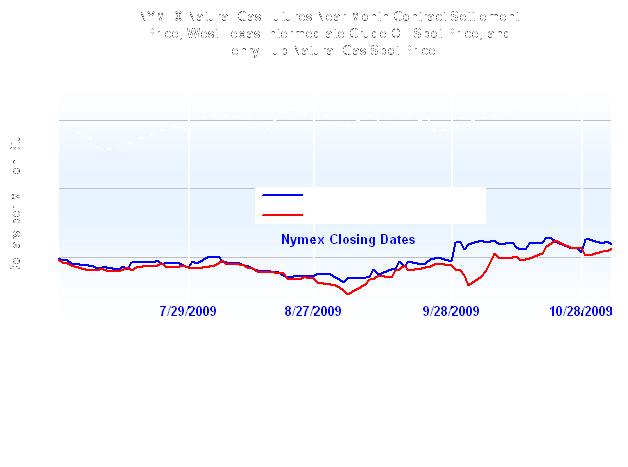 NYMEX Natural Gas Futures Near-Month Contract Settlement
Price, West Texas Intermediate Crude Oil Spot Price, and
Henry Hub Natural Gas Spot Price
Nymex Closing Dates
7/29/2009
8/27/2009
9/28/2009
10/28/2009